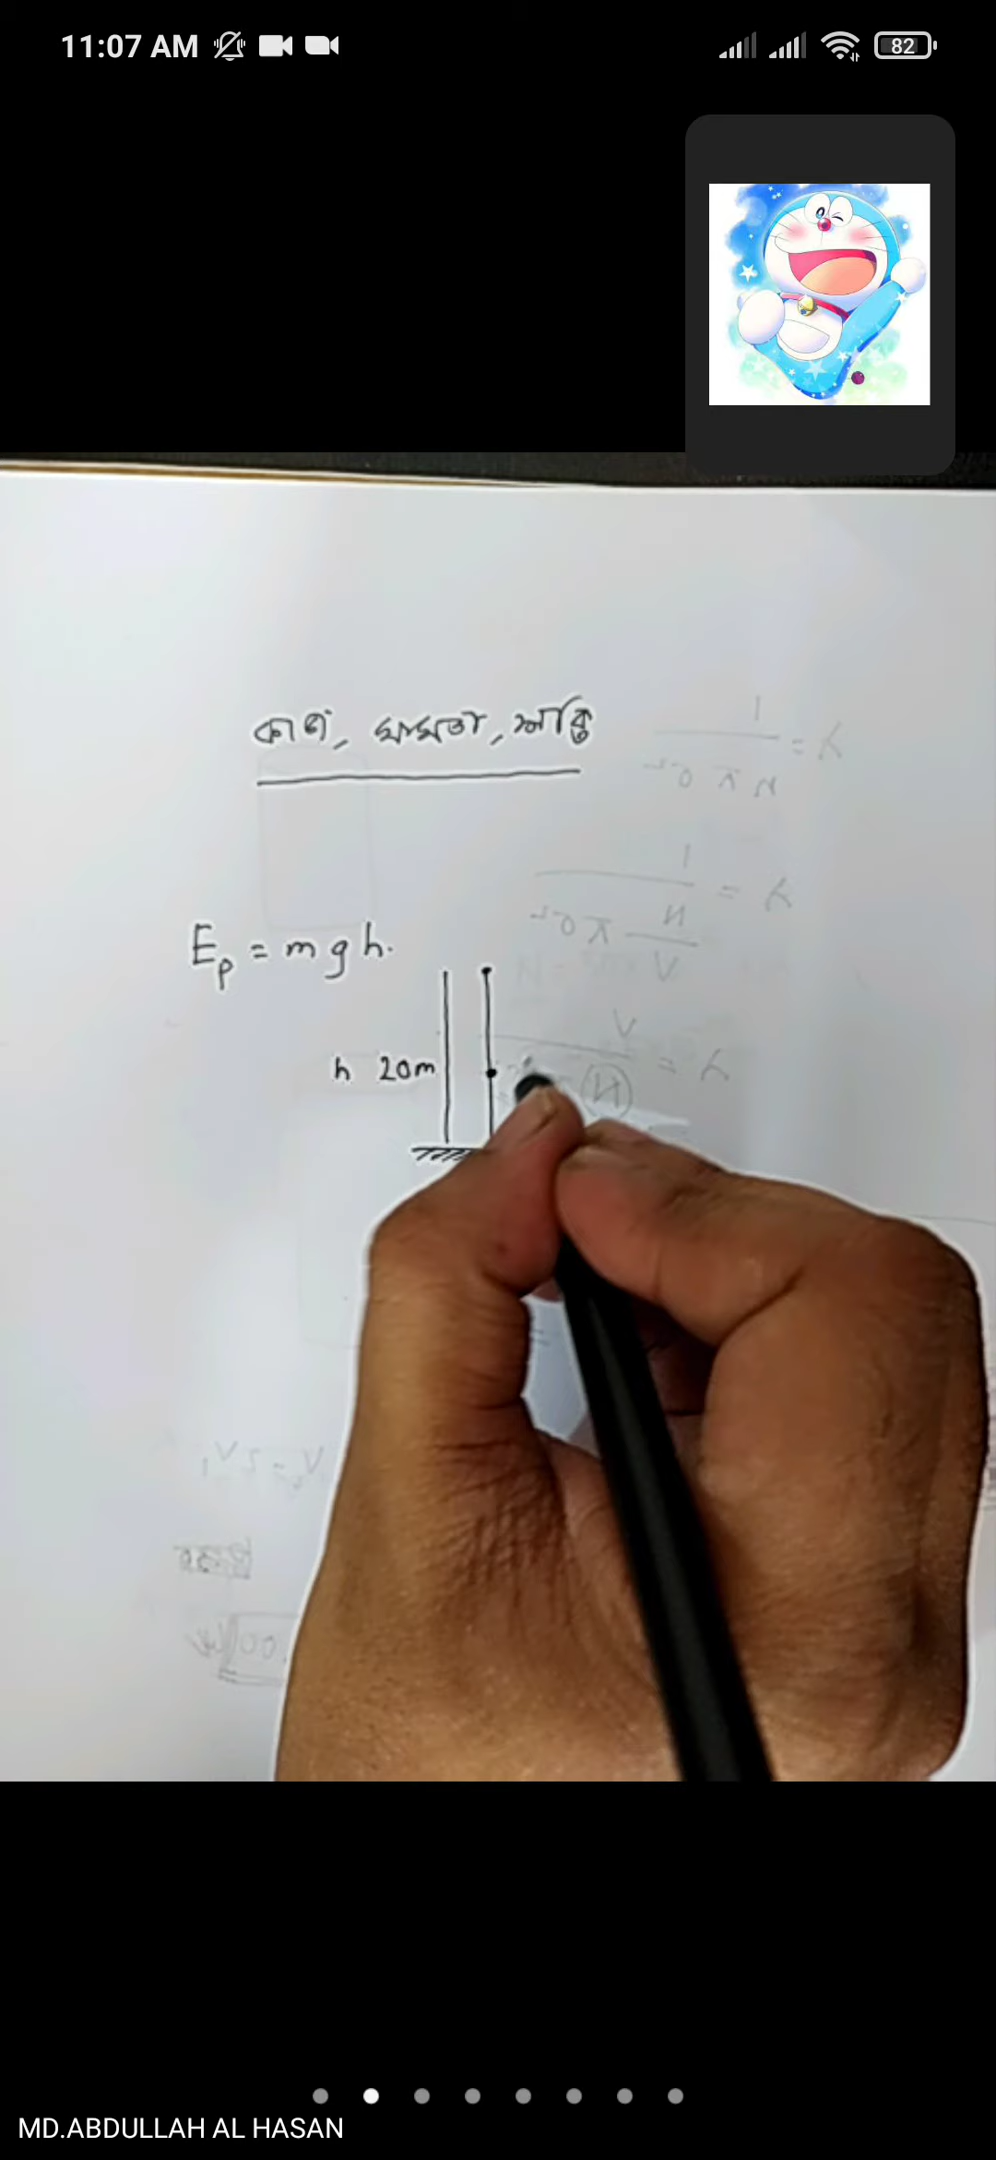 11:07 AM
82
কাজ, ক্ষমতা, শক্তি
Ep = mgh.
h 20m
MD.ABDULLAH AL HASAN